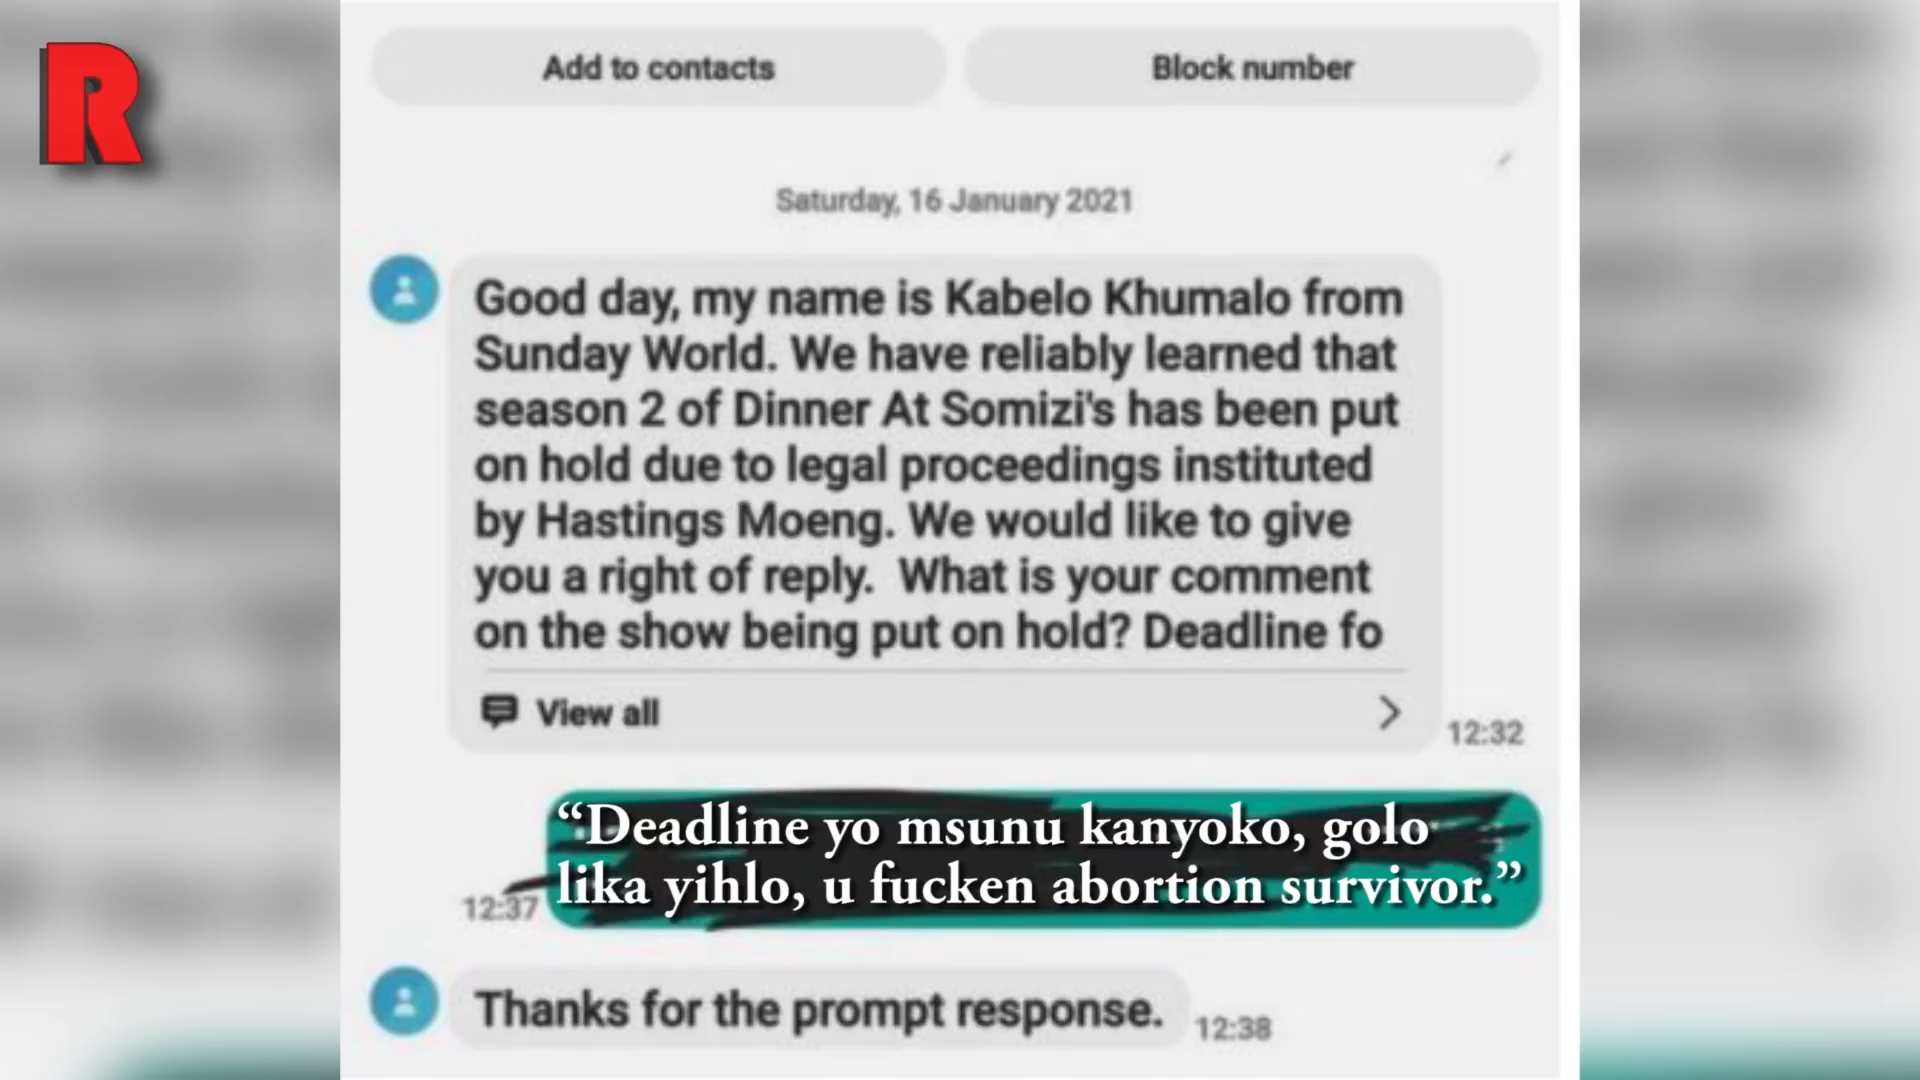 R
Add to contacts
Block number
Saturday, 16 January 2021
Good day, my name is Kabelo Khumalo from
Sunday World. We have reliably learned that
season 2 of Dinner At Somizi's has been put
on hold due to legal proceedings instituted
by Hastings Moeng. We would like to give
you a right of reply.  What is your comment
on the show being put on hold? Deadline fo
View all
12:32
“Deadline yo msunu kanyoko, golo
lika yihlo, u fucken abortion survivor.”
12:37
Thanks for the prompt response.
12:38